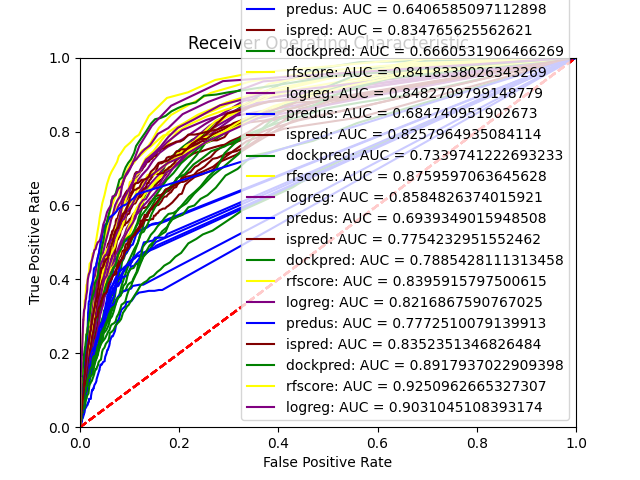 predus: AUC = 0.6406585097112898
ispred: AUC = 0.834765625562621
Receiver Operating Characteristic
dockpred: AUC = 0.66605319064662​69
rfscore: AUC = 0.8418338026343269
logreg: AUC = 0.8482709799148779
predus: AUC = 0.684740951902673
ispred: AUC = 0.8257964935084114
dockpred: AUC = 0.7339741222693233
rfscore: AUC = 0.8759597063645628
logreg: AUC = 0.8584826374015921
predus: AUC = 0.6939349015948508
ispred: AUC = 0.7754232951552462
dockpred: AUC = 0.7885428111313458
rfscore: AUC = 0.8395915797500615
logreg: AUC = 0.8216867590767025
predus: AUC = 0.7772510079139913
ispred: AUC = 0.8352351346826484
dockpred: AUC = 0.8917937022909398
rfscore: AUC = 0.9250962665327307
logreg: AUC = 0.9031045108393174
True Positive Rate
1.0
0.8
0.6
0.4
0.2
0.0
0.0 0.2 0.4 0.6 0.8 1.0
False Positive Rate